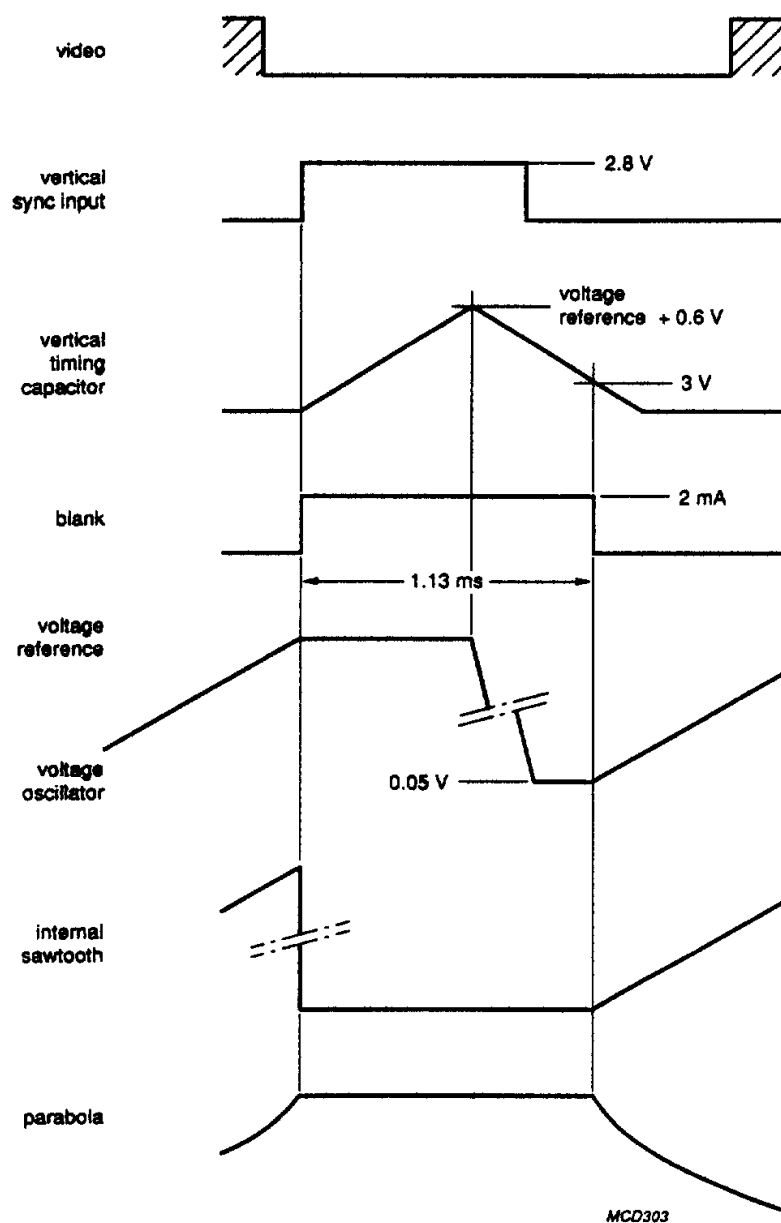 video
vertical
sync input
2.8 V
vertical
timing
capacitor
voltage
reference + 0.6 V
3 V
blank
2 mA
1.13 ms
voltage
reference
voltage
oscillator
0.05 V
internal
sawtooth
parabola
MCD303